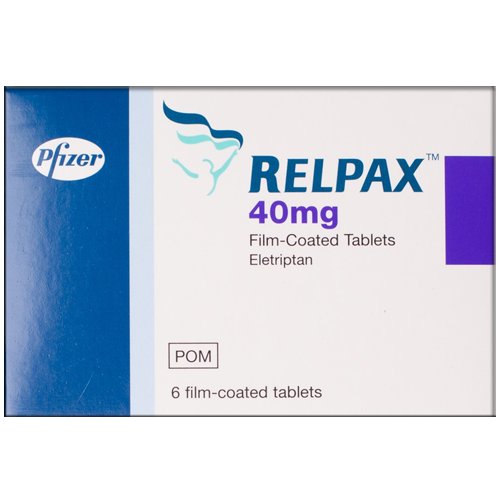 Pfizer
RELPAX™
40mg
Film-Coated Tablets
Eletriptan
POM
6 film-coated tablets